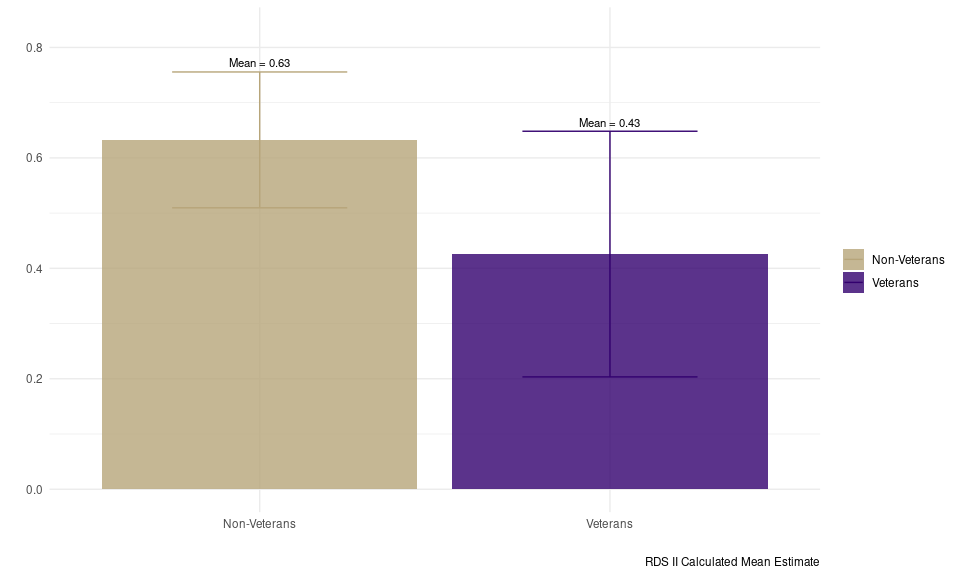 0.8
Mean = 0.63
Mean = 0.43
0.6
0.4
0.2
0.0
Non-Veterans
Veterans
Non-Veterans
Veterans
RDS II Calculated Mean Estimate